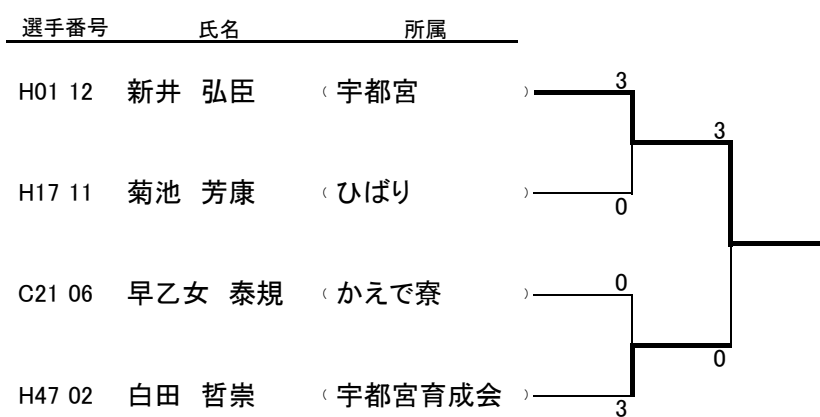 選手番号 氏名 所属
H01 12 新井 弘臣 （ 宇都宮 ） 3
3
H17 11 菊池 芳康 （ ひばり ） 0
C21 06 早乙女 泰規 （ かえで寮 ） 0
0
H47 02 白田 哲崇 （ 宇都宮育成会 ） 3